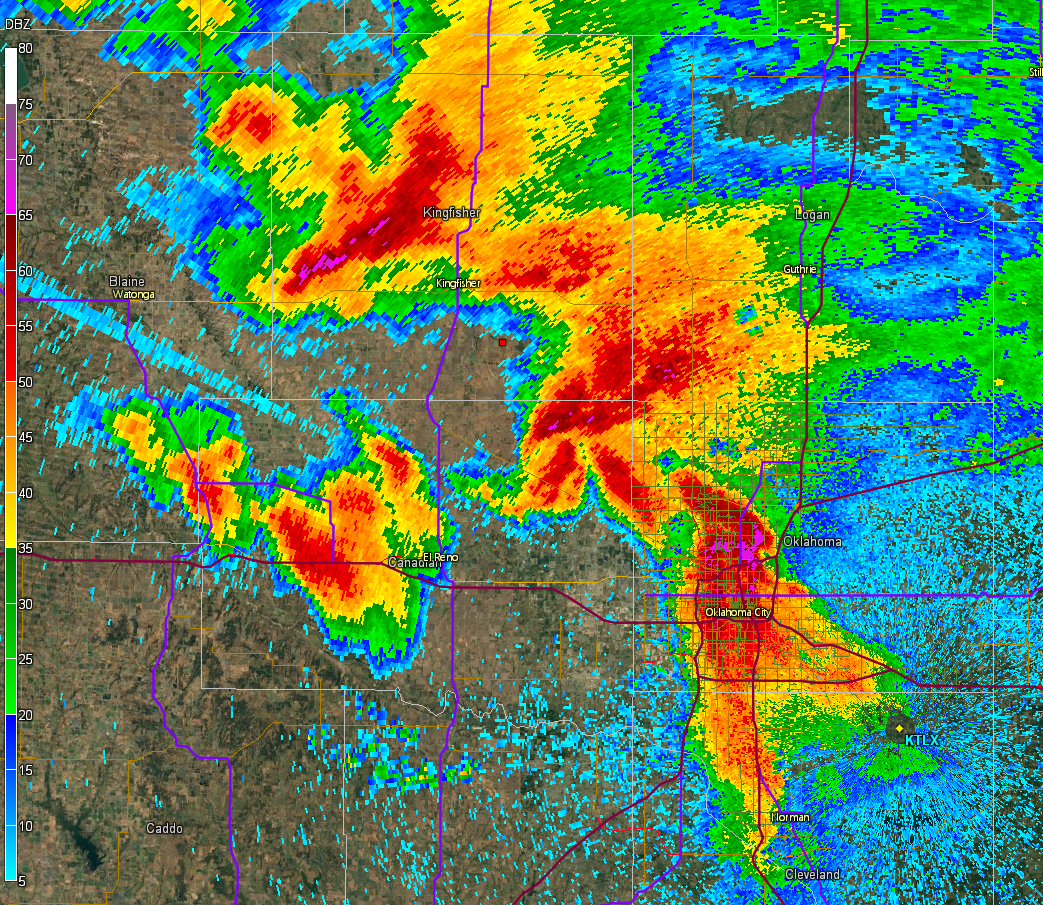 DBZ
80
75
Still
70
65
Kingfisher
Logan
60
Guthrie
Blaine
Kingfisher
Watonga
55
50
45
40
35
Oklahoma
El Reno
Canadian
30
Oklahoma City
25
20
KTLX
15
10
Norman
Caddo
Cleveland
5